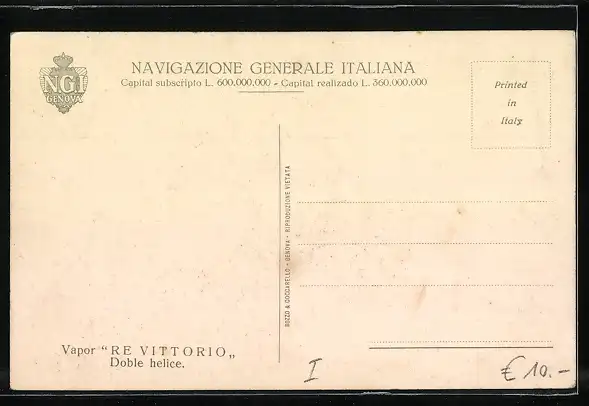 NGI
GENOVA
NAVIGAZIONE GENERALE ITALIANA
Capital subscripto L. 600.000.000 - Capital realizado L. 360.000.000
Printed
in
Italy
BOZZO & COCCARELLO - GENOVA - RIPRODUZIONE VIETATA
Vapor "RE VITTORIO„
Doble helice.
I
€ 10.-